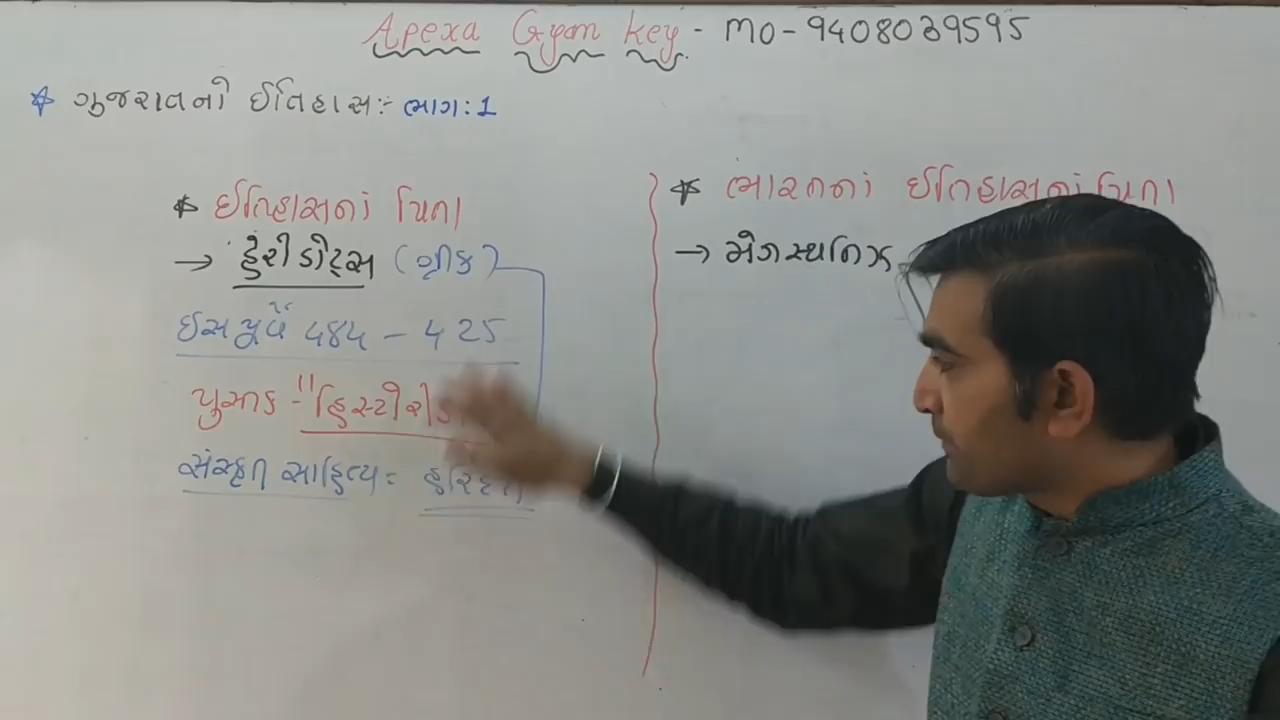 Apexa Gyan Key - MO-9408039595
* ગુજરાતનો ઈતિહાસ:- ભાગ:1
* ઈતિહાસનાં પિતા
→ હેરોડોટ્સ (ગ્રીક)
ઈસ પૂર્વે 484 - 425
પુસ્તક - "હિસ્ટોરી
સંસ્કૃત સાહિત્ય =
* ભારતનાં ઈતિહાસનાં પિતા
→ મેગસ્થનિઝ